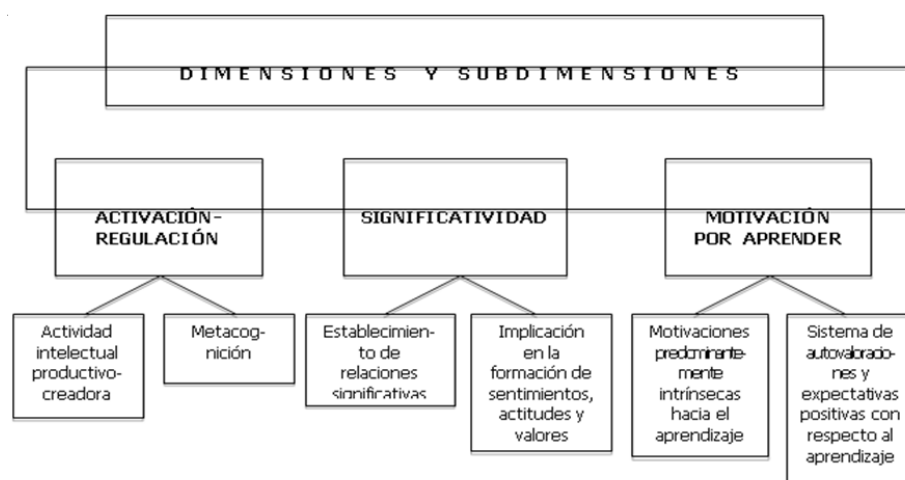 DIMENSIONES Y SUBDIMENSIONES
ACTIVACIÓN-
REGULACIÓN
SIGNIFICATIVIDAD
MOTIVACIÓN
POR APRENDER
Actividad
intelectual
productivo-
creadora
Metacog-
nición
Establecimien-
to de
relaciones
significativas
Implicación
en la
formación de
sentimientos,
actitudes y
valores
Motivaciones
predominante-
mente
intrínsecas
hacia el
aprendizaje
Sistema de
autovaloracio-
nes y
expectativas
positivas con
respecto al
aprendizaje